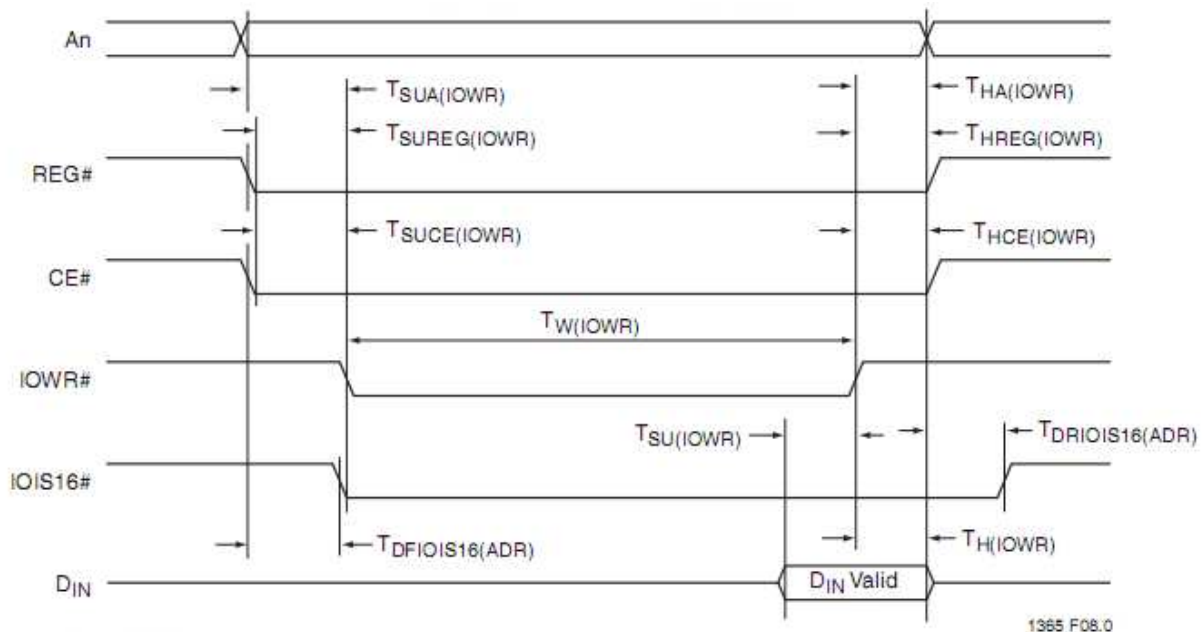 An
TSUA(IOWR)
THA(IOWR)
TSUREG(IOWR)
THREG(IOWR)
REG#
TSUCE(IOWR)
THCE(IOWR)
CE#
TW(IOWR)
IOWR#
TSU(IOWR)
TDRIOIS16(ADR)
IOIS16#
TDFIOIS16(ADR)
TH(IOWR)
DIN
DIN Valid
1365 F08.0